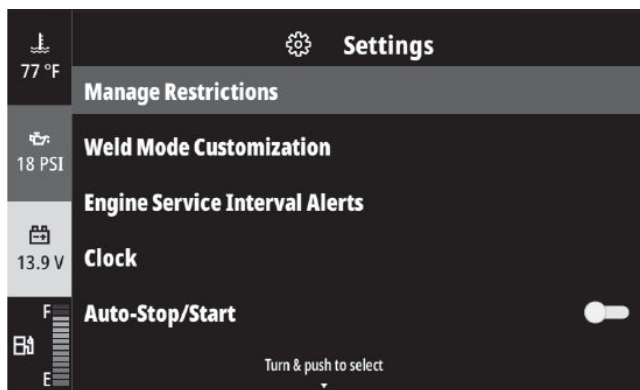 Settings
77 °F
Manage Restrictions
18 PSI
Weld Mode Customization
Engine Service Interval Alerts
13.9 V
Clock
F
Auto-Stop/Start
E
Turn & push to select